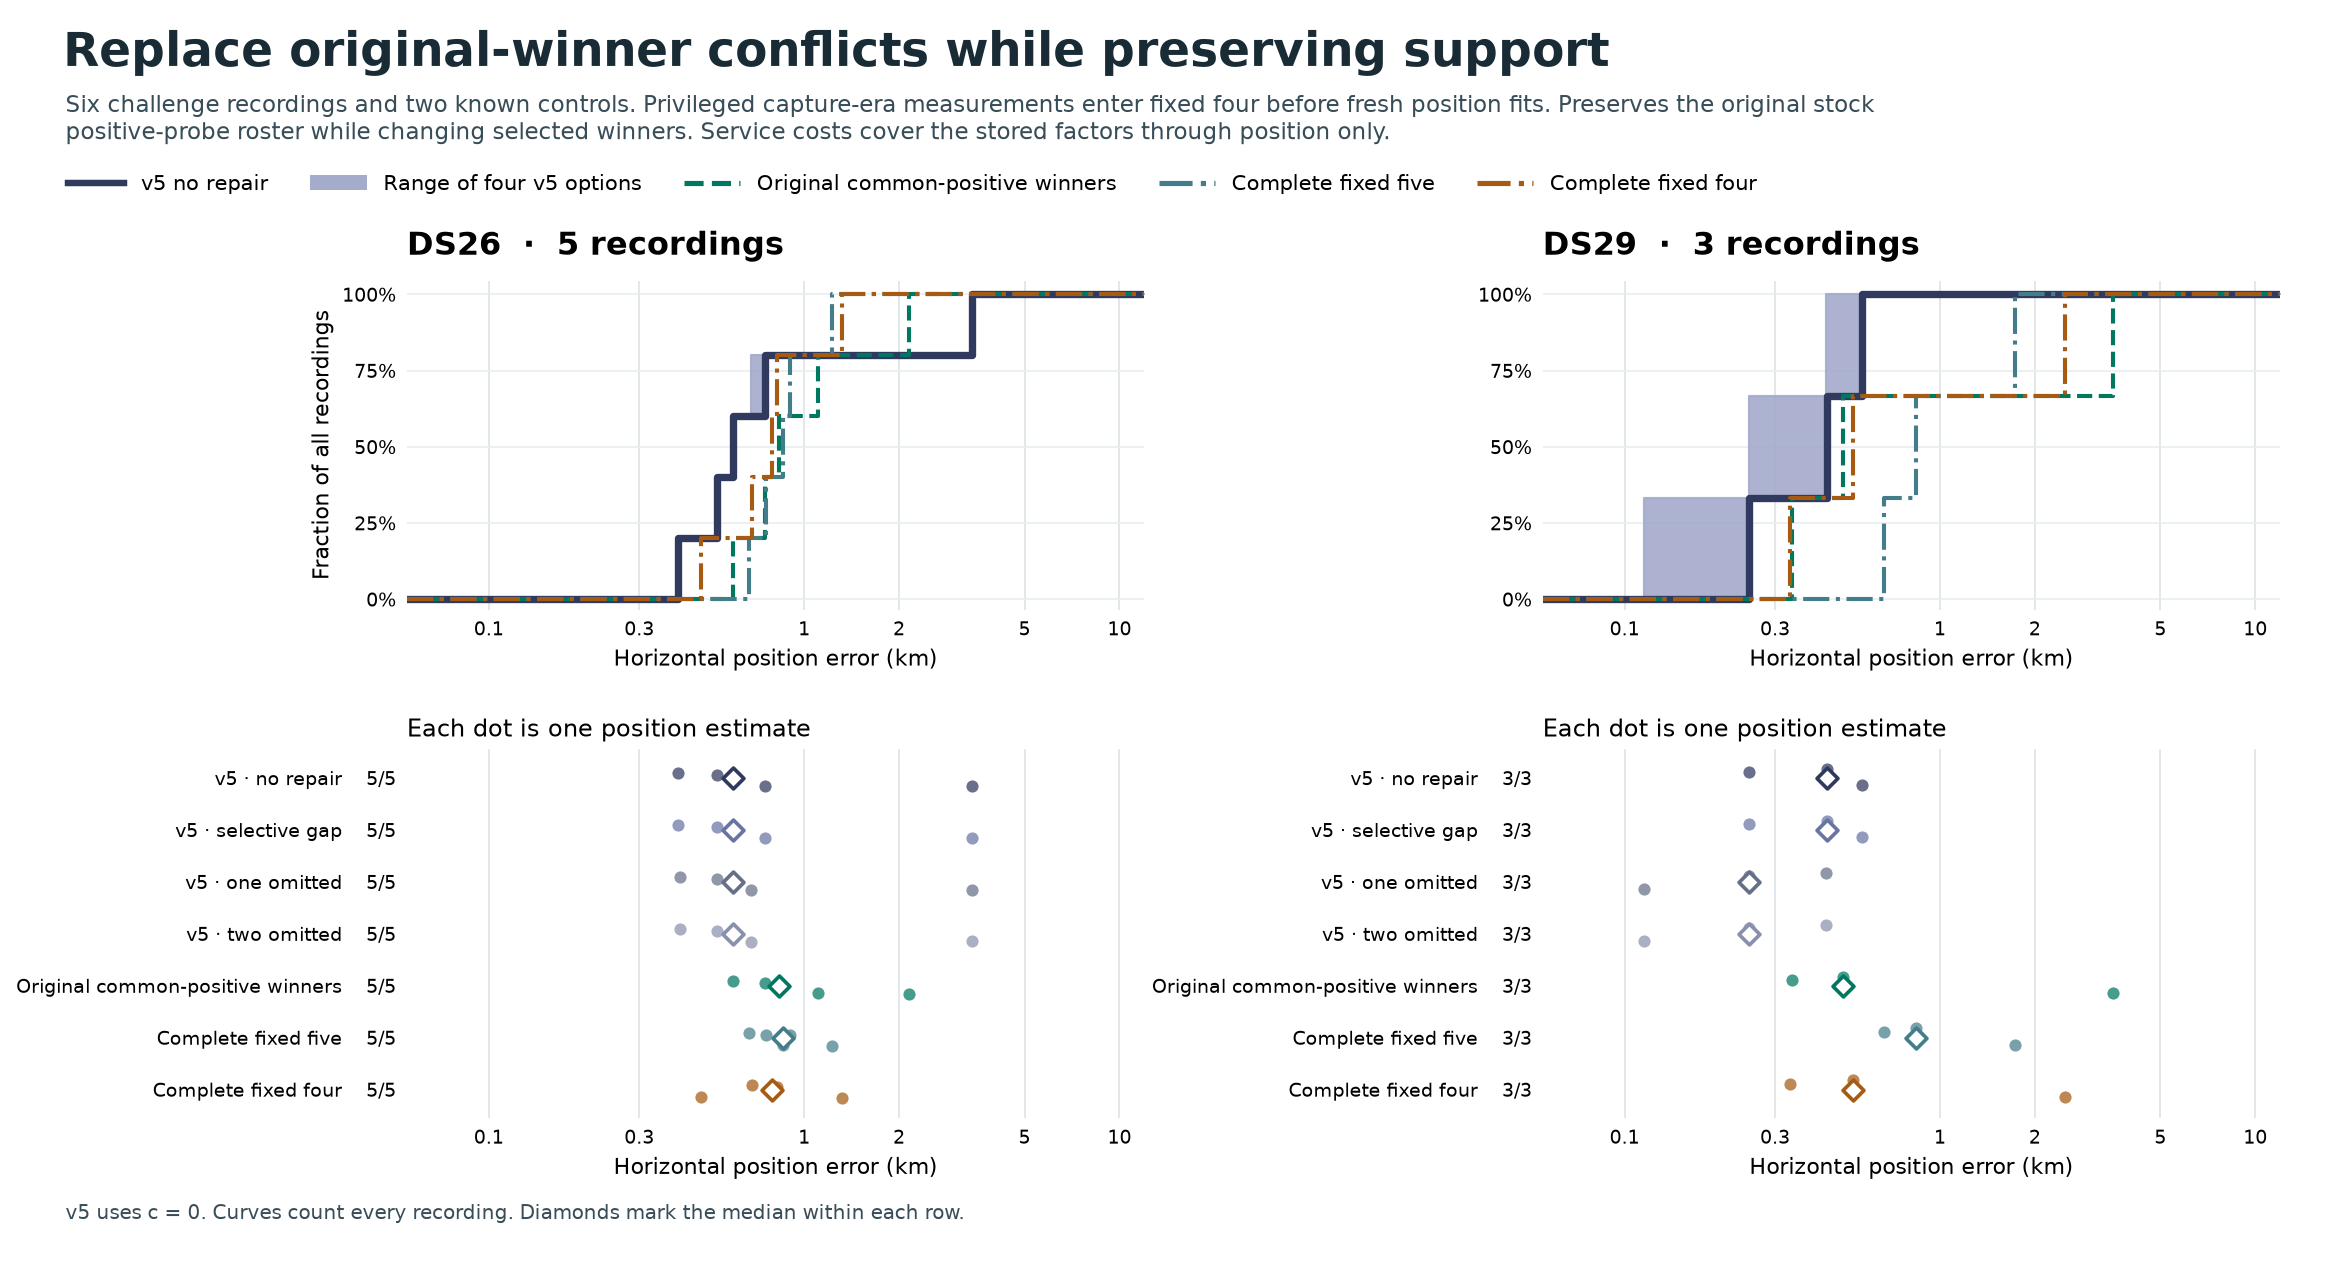 Replace original-winner conflicts while preserving support
Six challenge recordings and two known controls. Privileged capture-era measurements enter fixed four before fresh position fits. Preserves the original stock
positive-probe roster while changing selected winners. Service costs cover the stored factors through position only.
v5 no repair
Range of four v5 options
Original common-positive winners
Complete fixed five
Complete fixed four
DS26 · 5 recordings
Fraction of all recordings
100%
75%
50%
25%
0%
0.1 0.3 1 2 5 10
Horizontal position error (km)
DS29 · 3 recordings
100%
75%
50%
25%
0%
0.1 0.3 1 2 5 10
Horizontal position error (km)
Each dot is one position estimate
v5 · no repair 5/5
v5 · selective gap 5/5
v5 · one omitted 5/5
v5 · two omitted 5/5
Original common-positive winners 5/5
Complete fixed five 5/5
Complete fixed four 5/5
0.1 0.3 1 2 5 10
Horizontal position error (km)
Each dot is one position estimate
v5 · no repair 3/3
v5 · selective gap 3/3
v5 · one omitted 3/3
v5 · two omitted 3/3
Original common-positive winners 3/3
Complete fixed five 3/3
Complete fixed four 3/3
0.1 0.3 1 2 5 10
Horizontal position error (km)
v5 uses c = 0. Curves count every recording. Diamonds mark the median within each row.